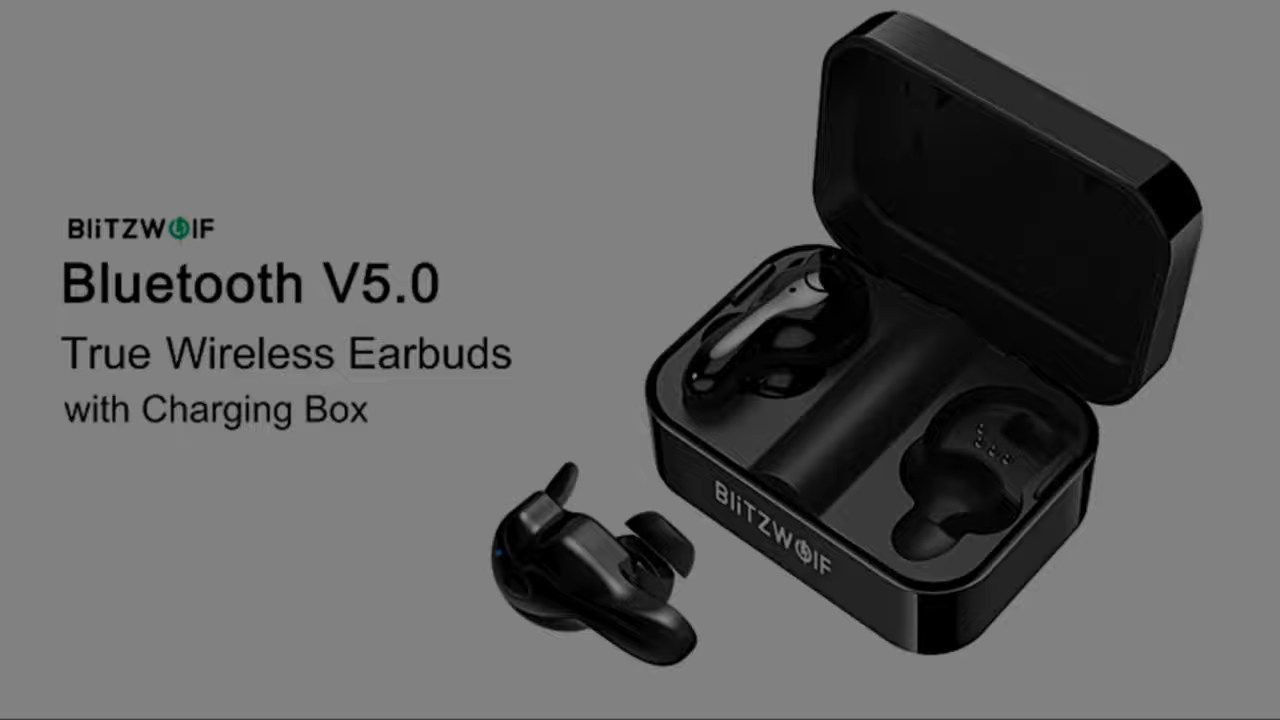 BliTZWOlF
Bluetooth V5.0
True Wireless Earbuds
with Charging Box
BliTZWOlF